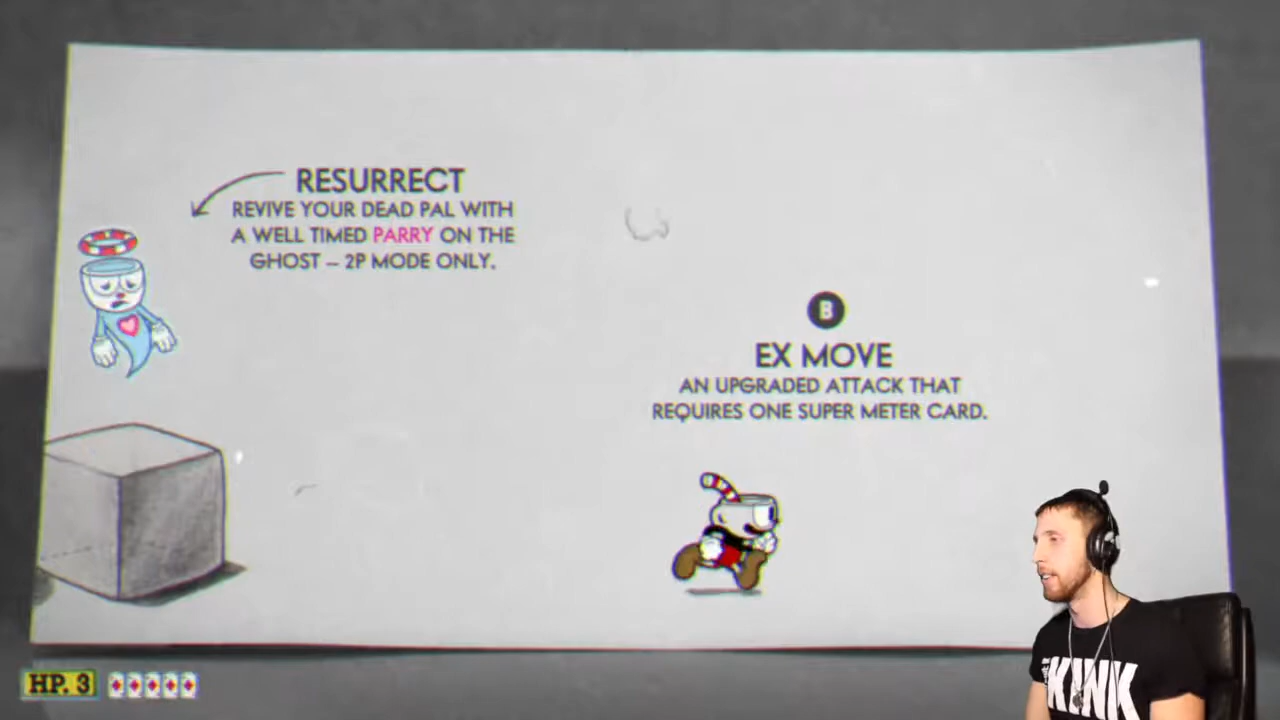 RESURRECT
REVIVE YOUR DEAD PAL WITH
A WELL TIMED PARRY ON THE
GHOST – 2P MODE ONLY.
B
EX MOVE
AN UPGRADED ATTACK THAT
REQUIRES ONE SUPER METER CARD.
HP. 3
KINK